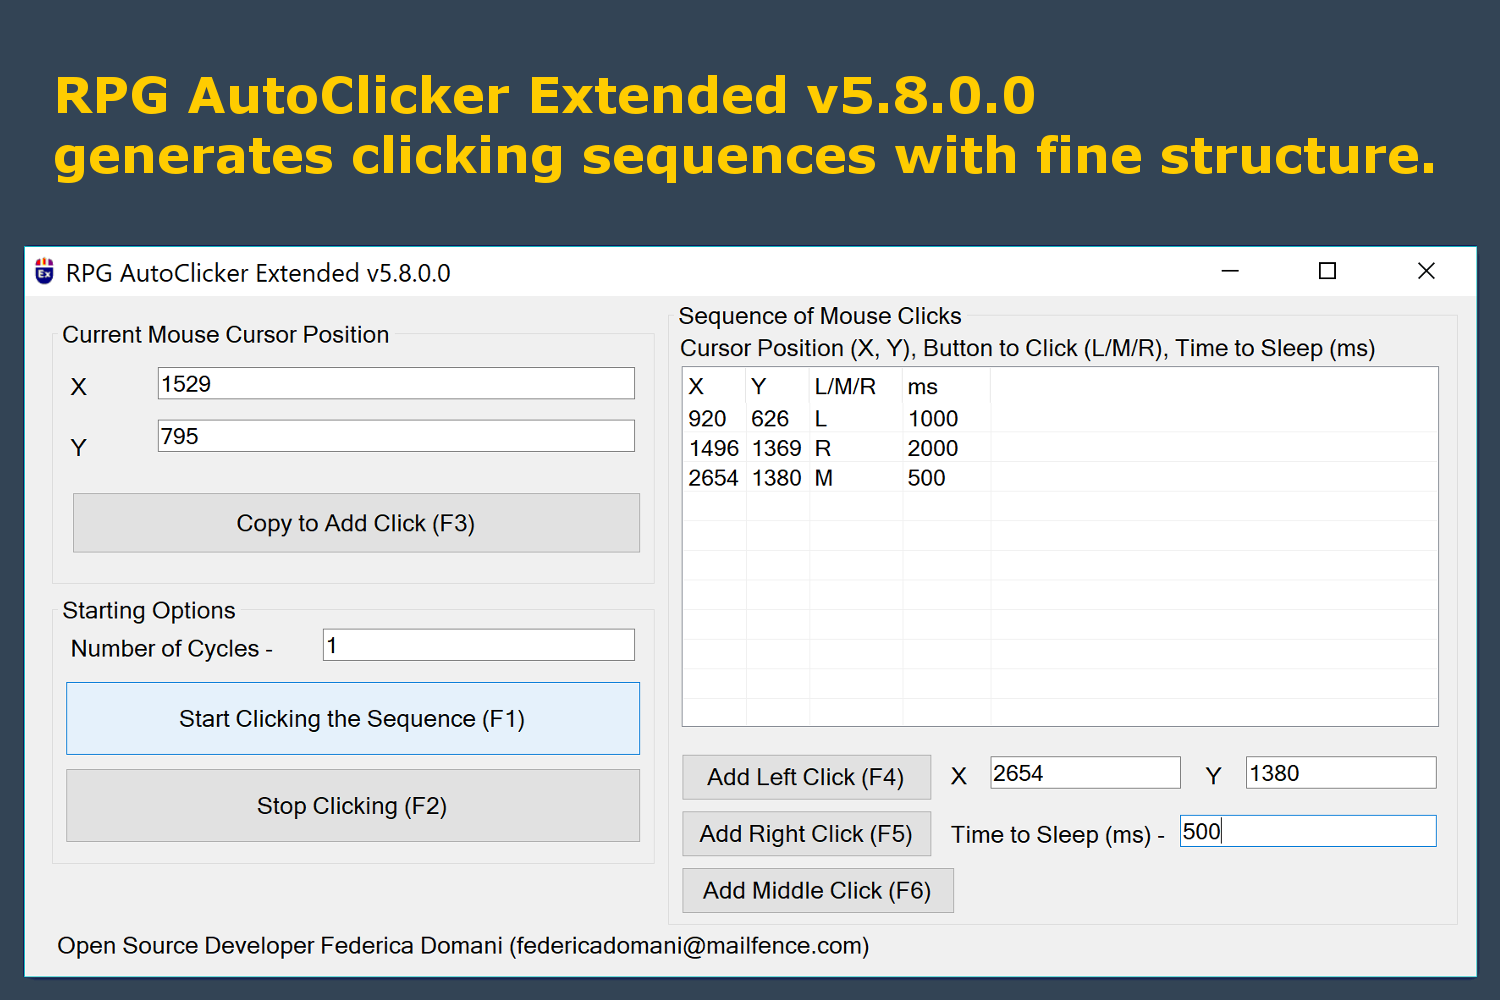 RPG AutoClicker Extended v5.8.0.0
generates clicking sequences with fine structure.
Ex RPG AutoClicker Extended v5.8.0.0
Current Mouse Cursor Position
X 1529
Y 795
Copy to Add Click (F3)
Starting Options
Number of Cycles - 1
Start Clicking the Sequence (F1)
Stop Clicking (F2)
Sequence of Mouse Clicks
Cursor Position (X, Y), Button to Click (L/M/R), Time to Sleep (ms)
X Y L/M/R ms
920 626 L 1000
1496 1369 R 2000
2654 1380 M 500
Add Left Click (F4) X 2654 Y 1380
Add Right Click (F5) Time to Sleep (ms) - 500
Add Middle Click (F6)
Open Source Developer Federica Domani (federicadomani@mailfence.com)